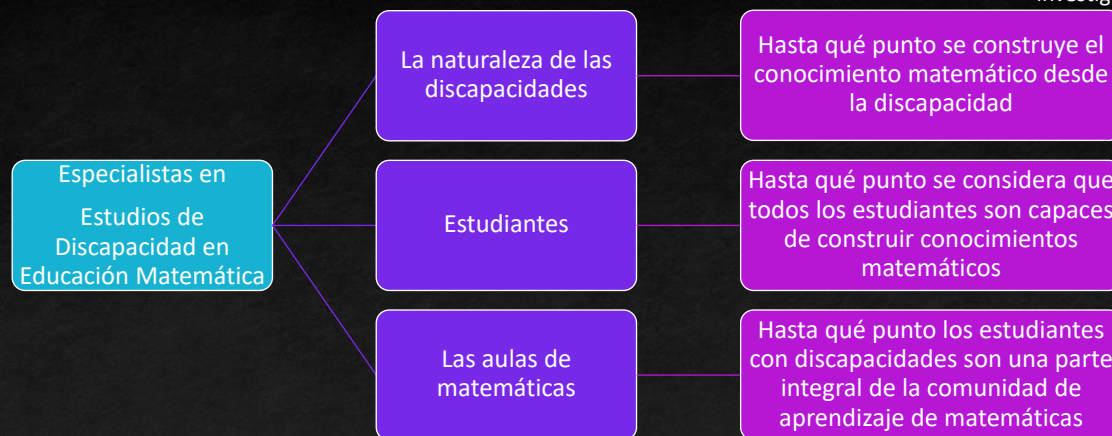 Especialistas en
Estudios de
Discapacidad en
Educación Matemática
La naturaleza de las
discapacidades
Hasta qué punto se construye el
conocimiento matemático desde
la discapacidad
Estudiantes
Hasta qué punto se considera que
todos los estudiantes son capaces
de construir conocimientos
matemáticos
Las aulas de
matemáticas
Hasta qué punto los estudiantes
con discapacidades son una parte
integral de la comunidad de
aprendizaje de matemáticas